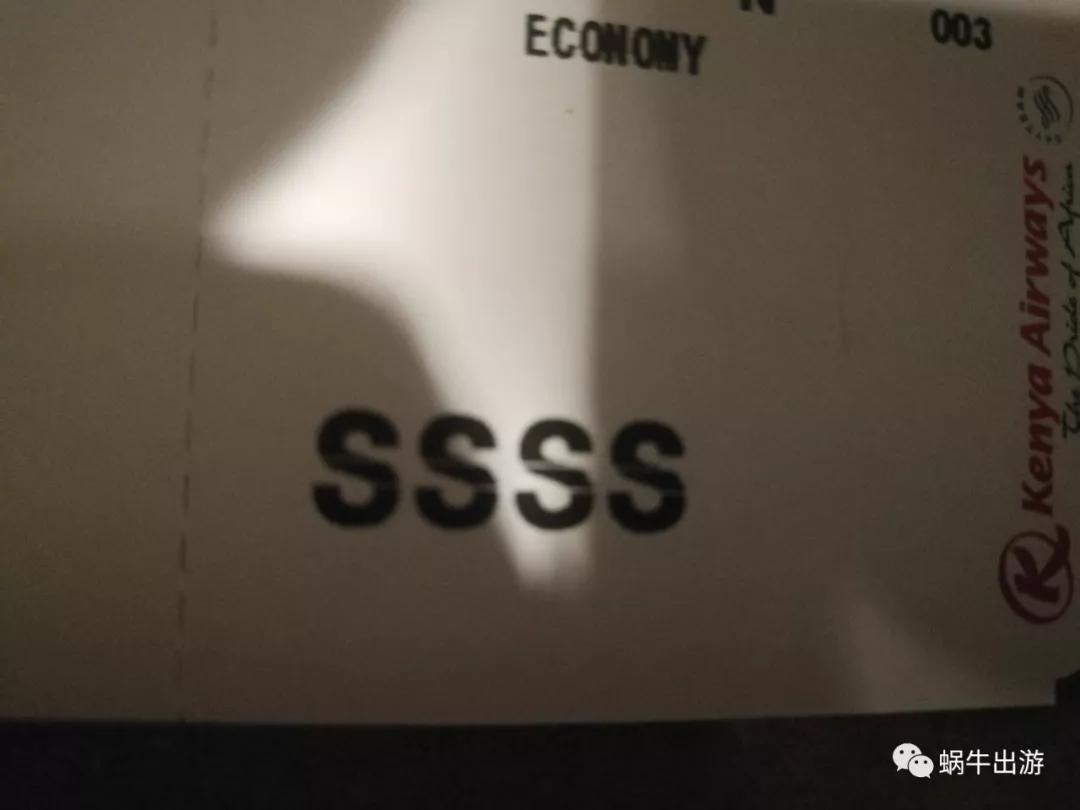 N
003
ECONOMY
SSSS
Kenya Airways
The Pride of Africa
蜗牛出游